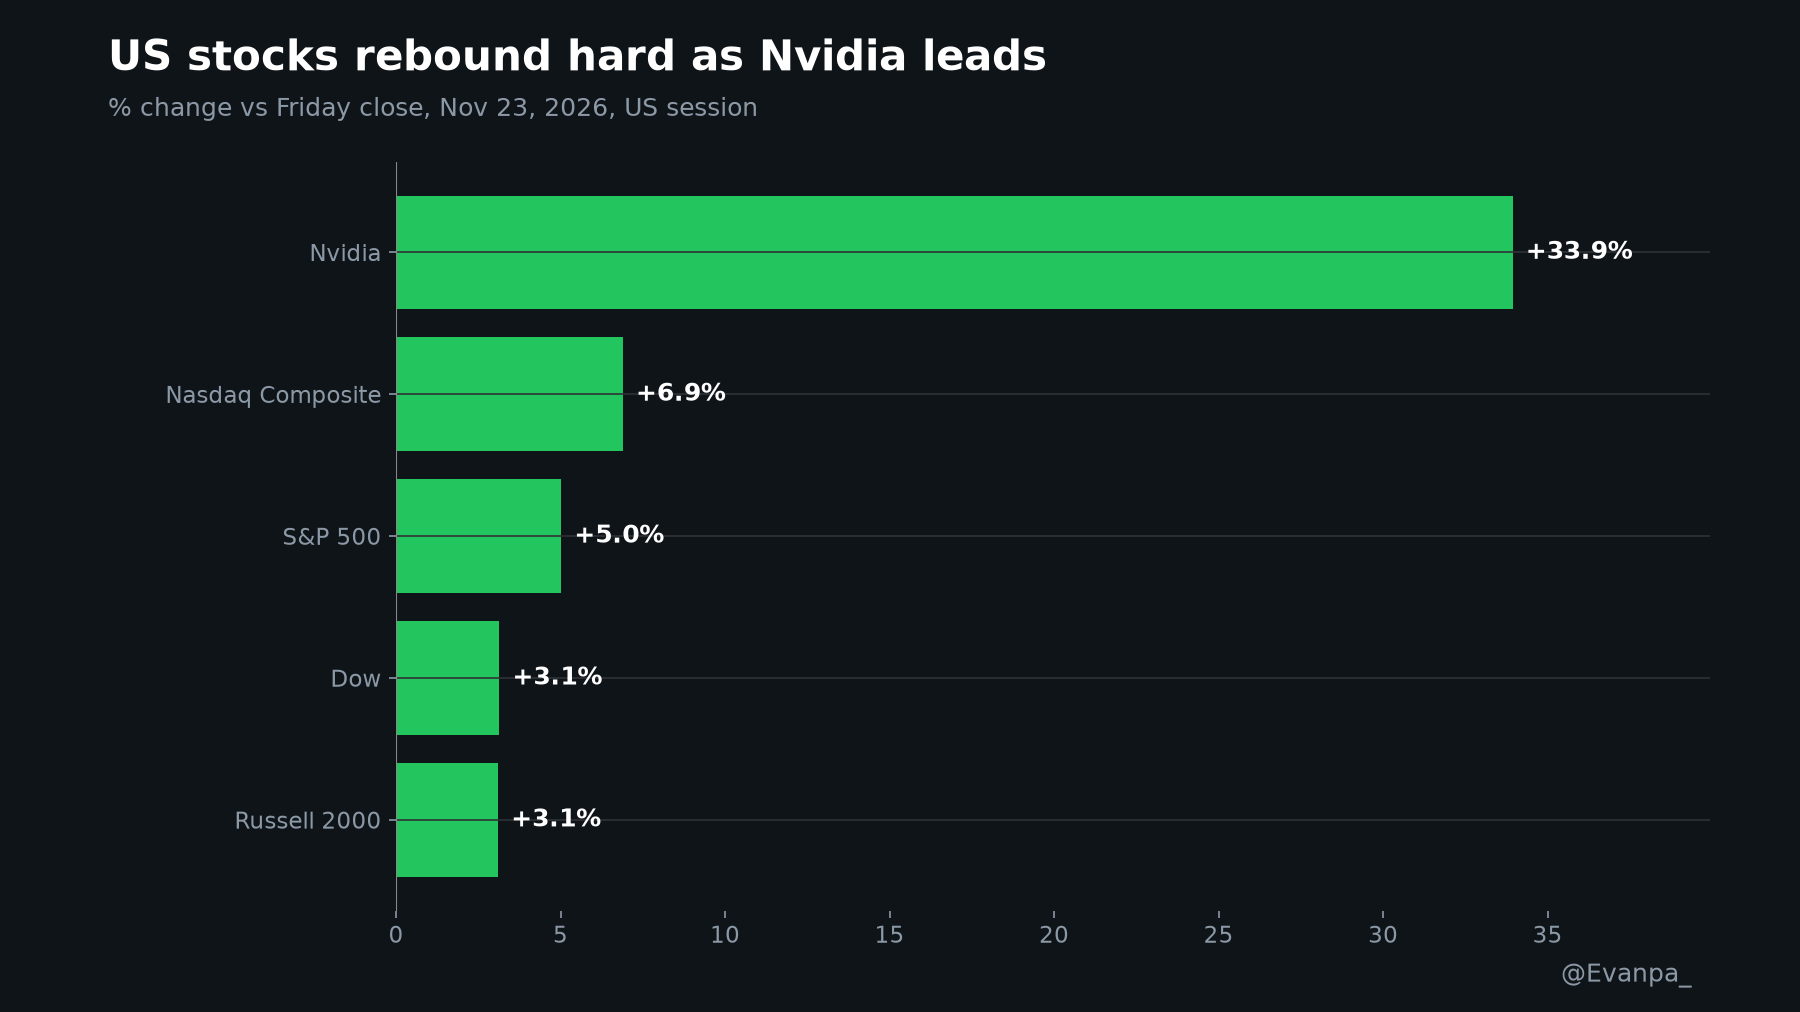 US stocks rebound hard as Nvidia leads
% change vs Friday close, Nov 23, 2026, US session
Nvidia +33.9%
Nasdaq Composite +6.9%
S&P 500 +5.0%
Dow +3.1%
Russell 2000 +3.1%
0 5 10 15 20 25 30 35
@Evanpa_